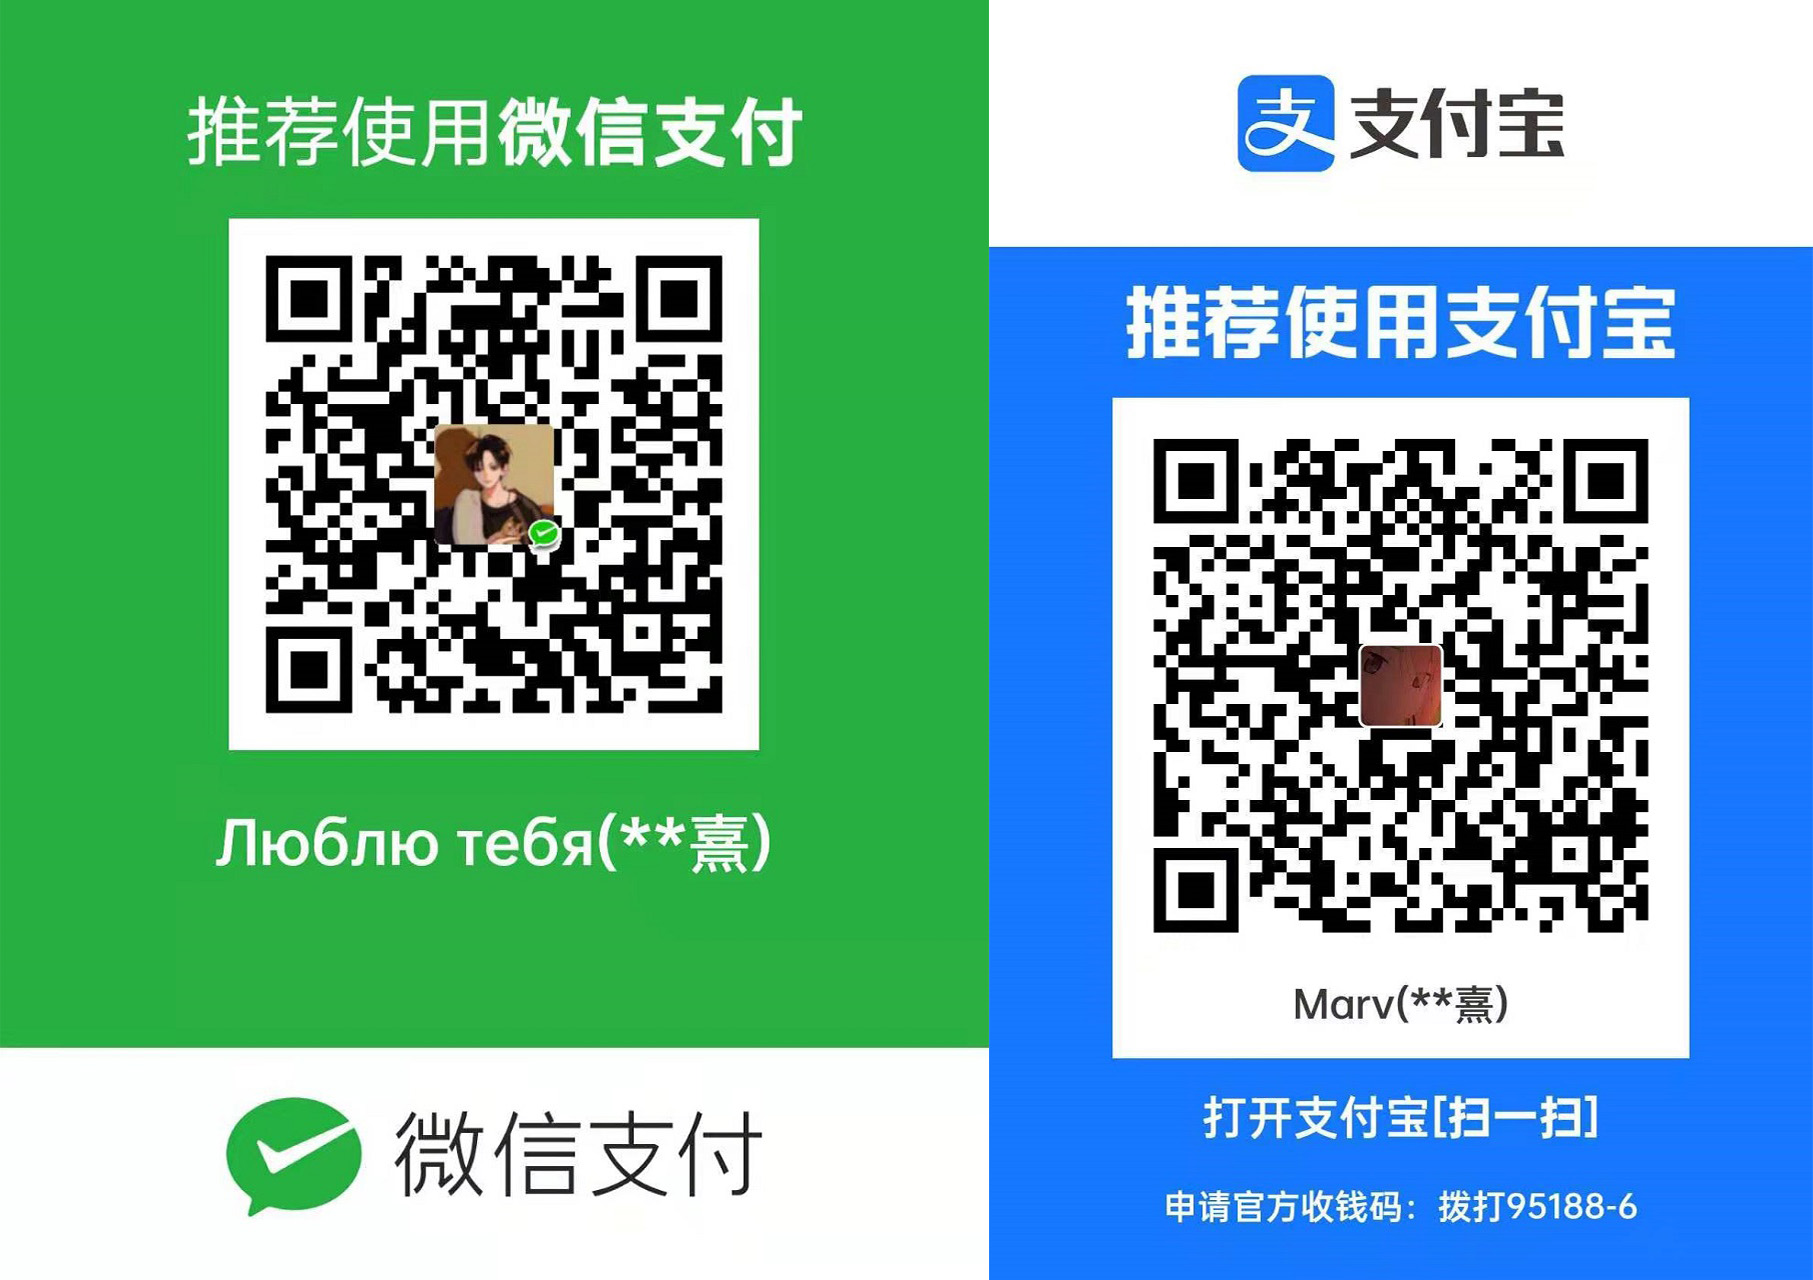 推荐使用微信支付
Люблю тебя(**熹)
微信支付
支付宝
推荐使用支付宝
Marv(**熹)
打开支付宝[扫一扫]
申请官方收钱码：拨打95188-6